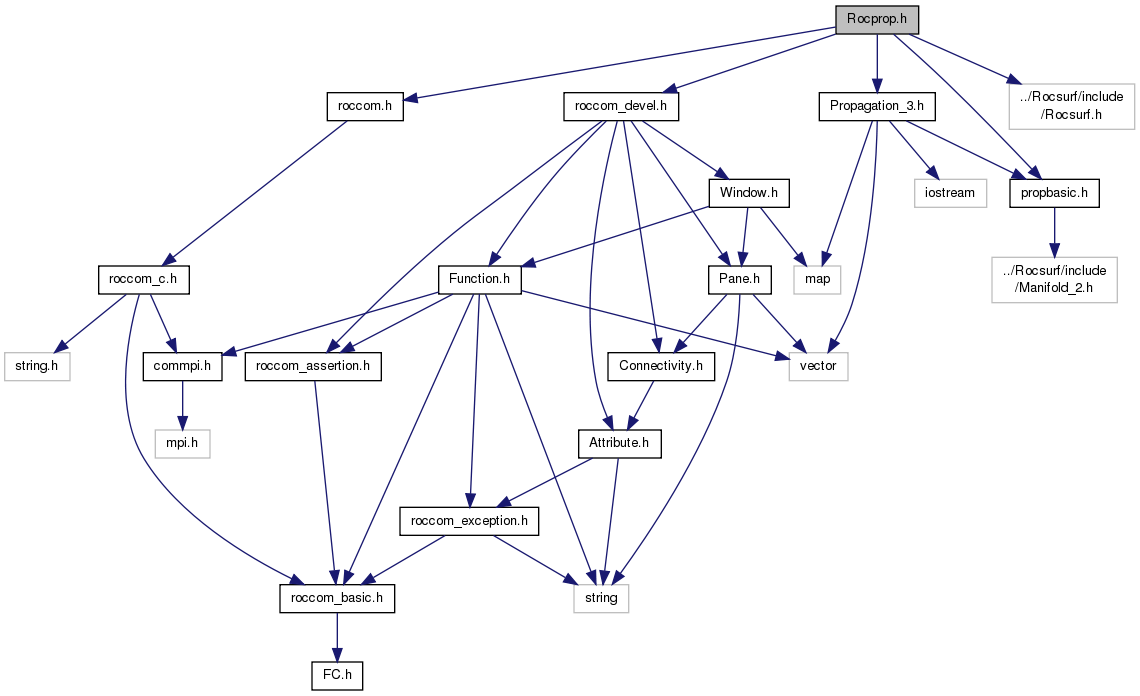 Rocprop.h
roccom.h
roccom_devel.h
Propagation_3.h
../Rocsurf/include
/Rocsurf.h
Window.h
iostream
propbasic.h
roccom_c.h
Function.h
Pane.h
map
../Rocsurf/include
/Manifold_2.h
string.h
commpi.h
roccom_assertion.h
Connectivity.h
vector
mpi.h
Attribute.h
roccom_exception.h
roccom_basic.h
string
FC.h